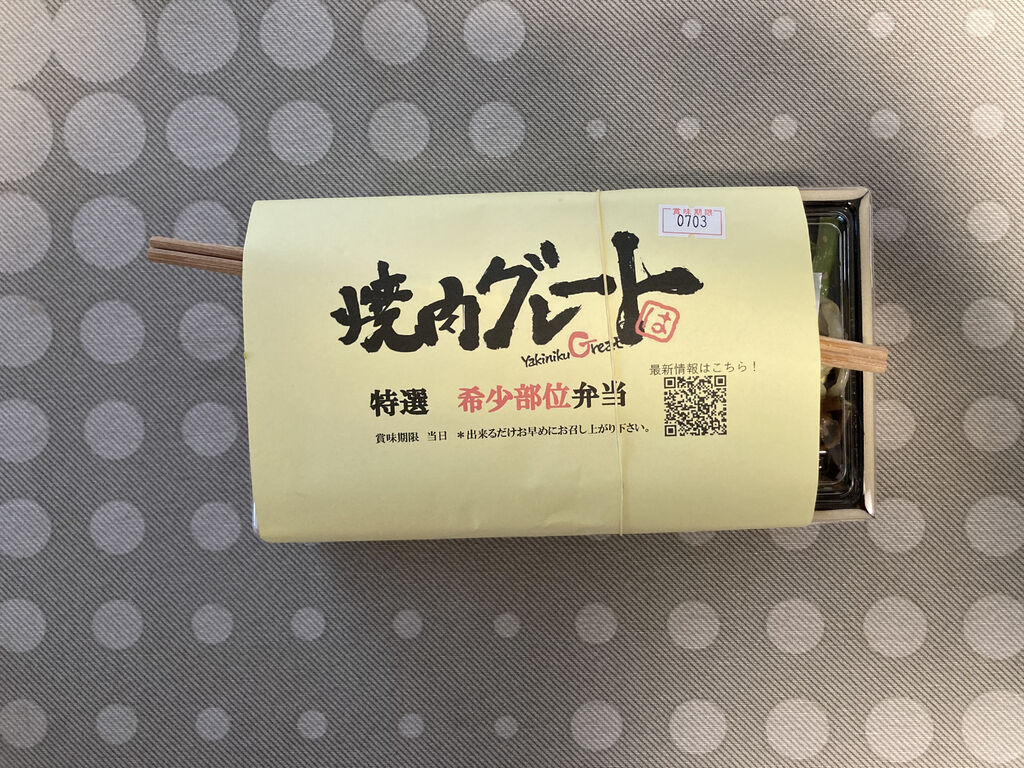 賞味期限
0703
焼肉グレート
は
Yakiniku Great
最新情報はこちら！
特選 希少部位弁当
賞味期限 当日 *出来るだけお早めにお召し上がり下さい。